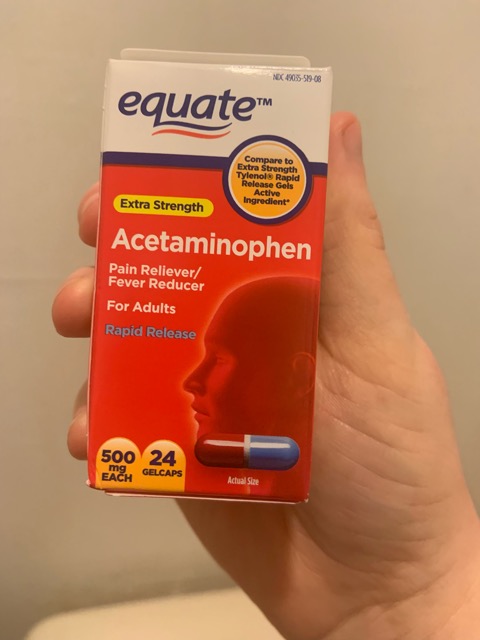 NDC 49035-519-08
equate™
Compare to
Extra Strength
Tylenol® Rapid
Release Gels
Active
Ingredient*
Extra Strength
Acetaminophen
Pain Reliever/
Fever Reducer
For Adults
Rapid Release
500
mg
EACH
24
GELCAPS
Actual Size